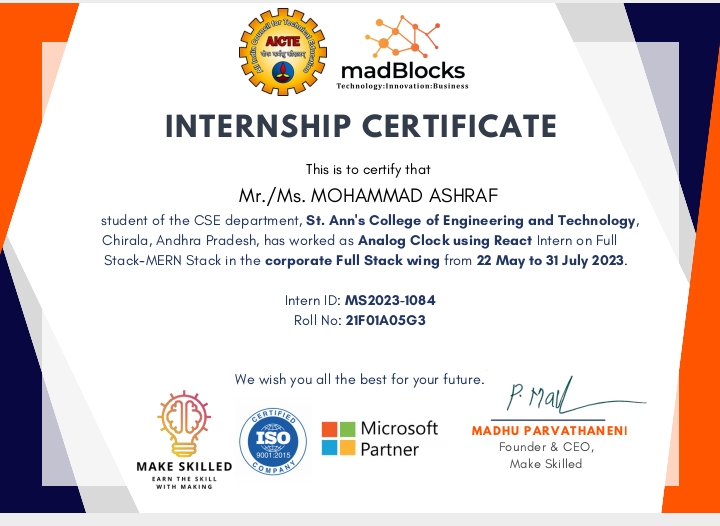 All India Council for Technical Education
AICTE
madBlocks
Technology:Innovation:Business
INTERNSHIP CERTIFICATE
This is to certify that
Mr./Ms. MOHAMMAD ASHRAF
student of the CSE department, St. Ann's College of Engineering and Technology,
Chirala, Andhra Pradesh, has worked as Analog Clock using React Intern on Full
Stack-MERN Stack in the corporate Full Stack wing from 22 May to 31 July 2023.
Intern ID: MS2023-1084
Roll No: 21F01A05G3
We wish you all the best for your future.
P. Mad
MAKE SKILLED
EARN THE SKILL
WITH MAKING
CERTIFIED
ISO
9001:2015
COMPANY
Microsoft
Partner
MADHU PARVATHANENI
Founder & CEO,
Make Skilled